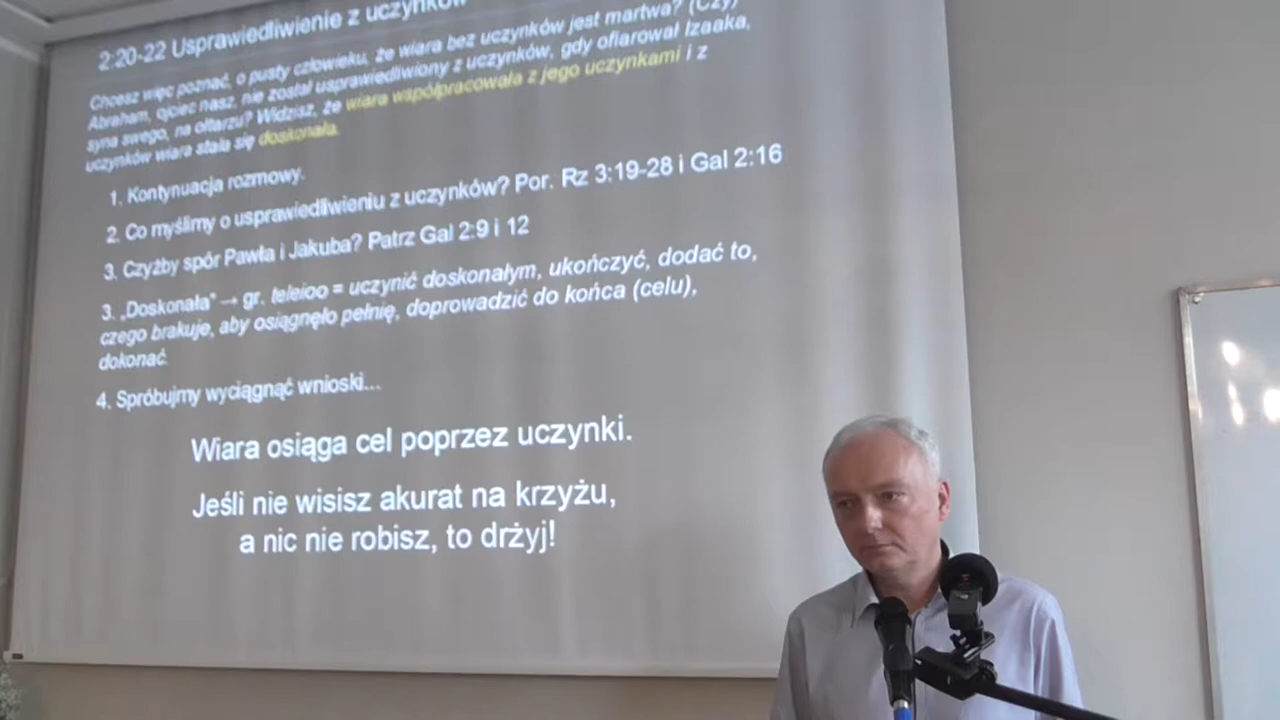 2:20-22 Usprawiedliwienie z uczynków
Chcesz więc poznać, o pusty człowieku, że wiara bez uczynków jest martwa? (Czy)
Abraham, ojciec nasz, nie został usprawiedliwiony z uczynków, gdy ofiarował Izaaka,
syna swego, na ołtarzu? Widzisz, że wiara współpracowała z jego uczynkami i z
uczynków wiara stała się doskonała.
1. Kontynuacja rozmowy.
2. Co myślimy o usprawiedliwieniu z uczynków? Por. Rz 3:19-28 i Gal 2:16
3. Czyżby spór Pawła i Jakuba? Patrz Gal 2:9 i 12
3. „Doskonała" → gr. teleioo = uczynić doskonałym, ukończyć, dodać to,
czego brakuje, aby osiągnęło pełnię, doprowadzić do końca (celu),
dokonać.
4. Spróbujmy wyciągnąć wnioski...
Wiara osiąga cel poprzez uczynki.
Jeśli nie wisisz akurat na krzyżu,
a nic nie robisz, to drżyj!